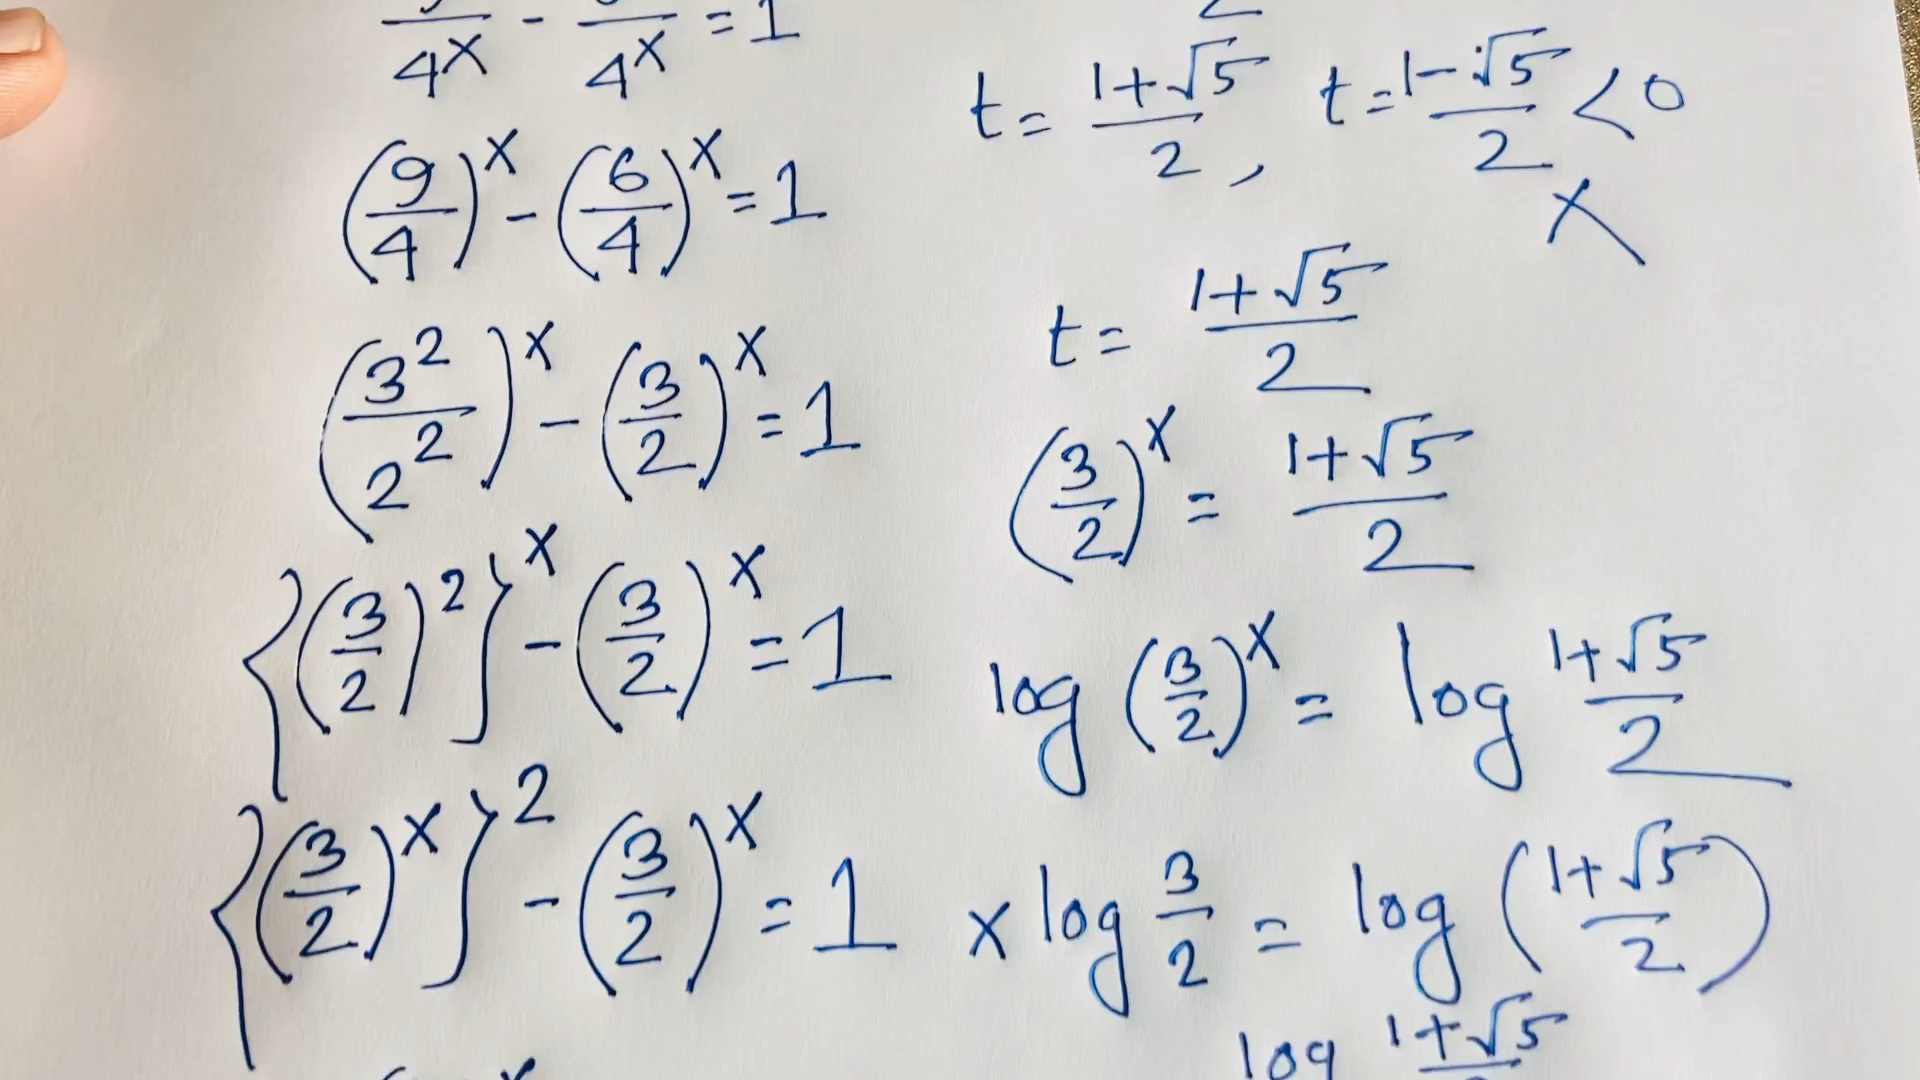 /4^x - /4^x = 1
(9/4)^x - (6/4)^x = 1
(3^2/2^2)^x - (3/2)^x = 1
{(3/2)^2}^x - (3/2)^x = 1
{(3/2)^x}^2 - (3/2)^x = 1
x
2
t = (1+√5)/2 , t = (1-√5)/2 < 0
X
t = (1+√5)/2
(3/2)^x = (1+√5)/2
log (3/2)^x = log (1+√5)/2
x log 3/2 = log ((1+√5)/2)
log 1+√5